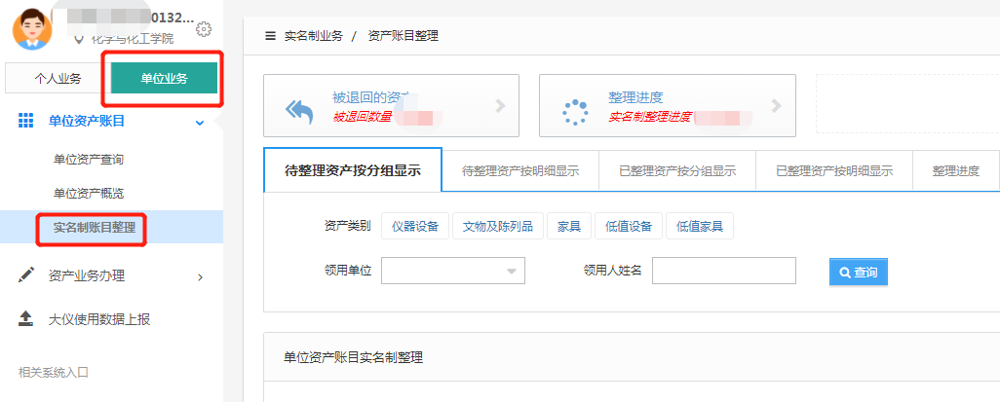 0132...
化学与化工学院
个人业务
单位业务
单位资产账目
单位资产查询
单位资产概览
实名制账目整理
资产业务办理
大仪使用数据上报
相关系统入口
实名制业务 / 资产账目整理
被退回的资
被退回数量
整理进度
实名制整理进度
待整理资产按分组显示
待整理资产按明细显示
已整理资产按分组显示
已整理资产按明细显示
整理进度
资产类别 仪器设备 文物及陈列品 家具 低值设备 低值家具
领用单位 领用人姓名 查询
单位资产账目实名制整理